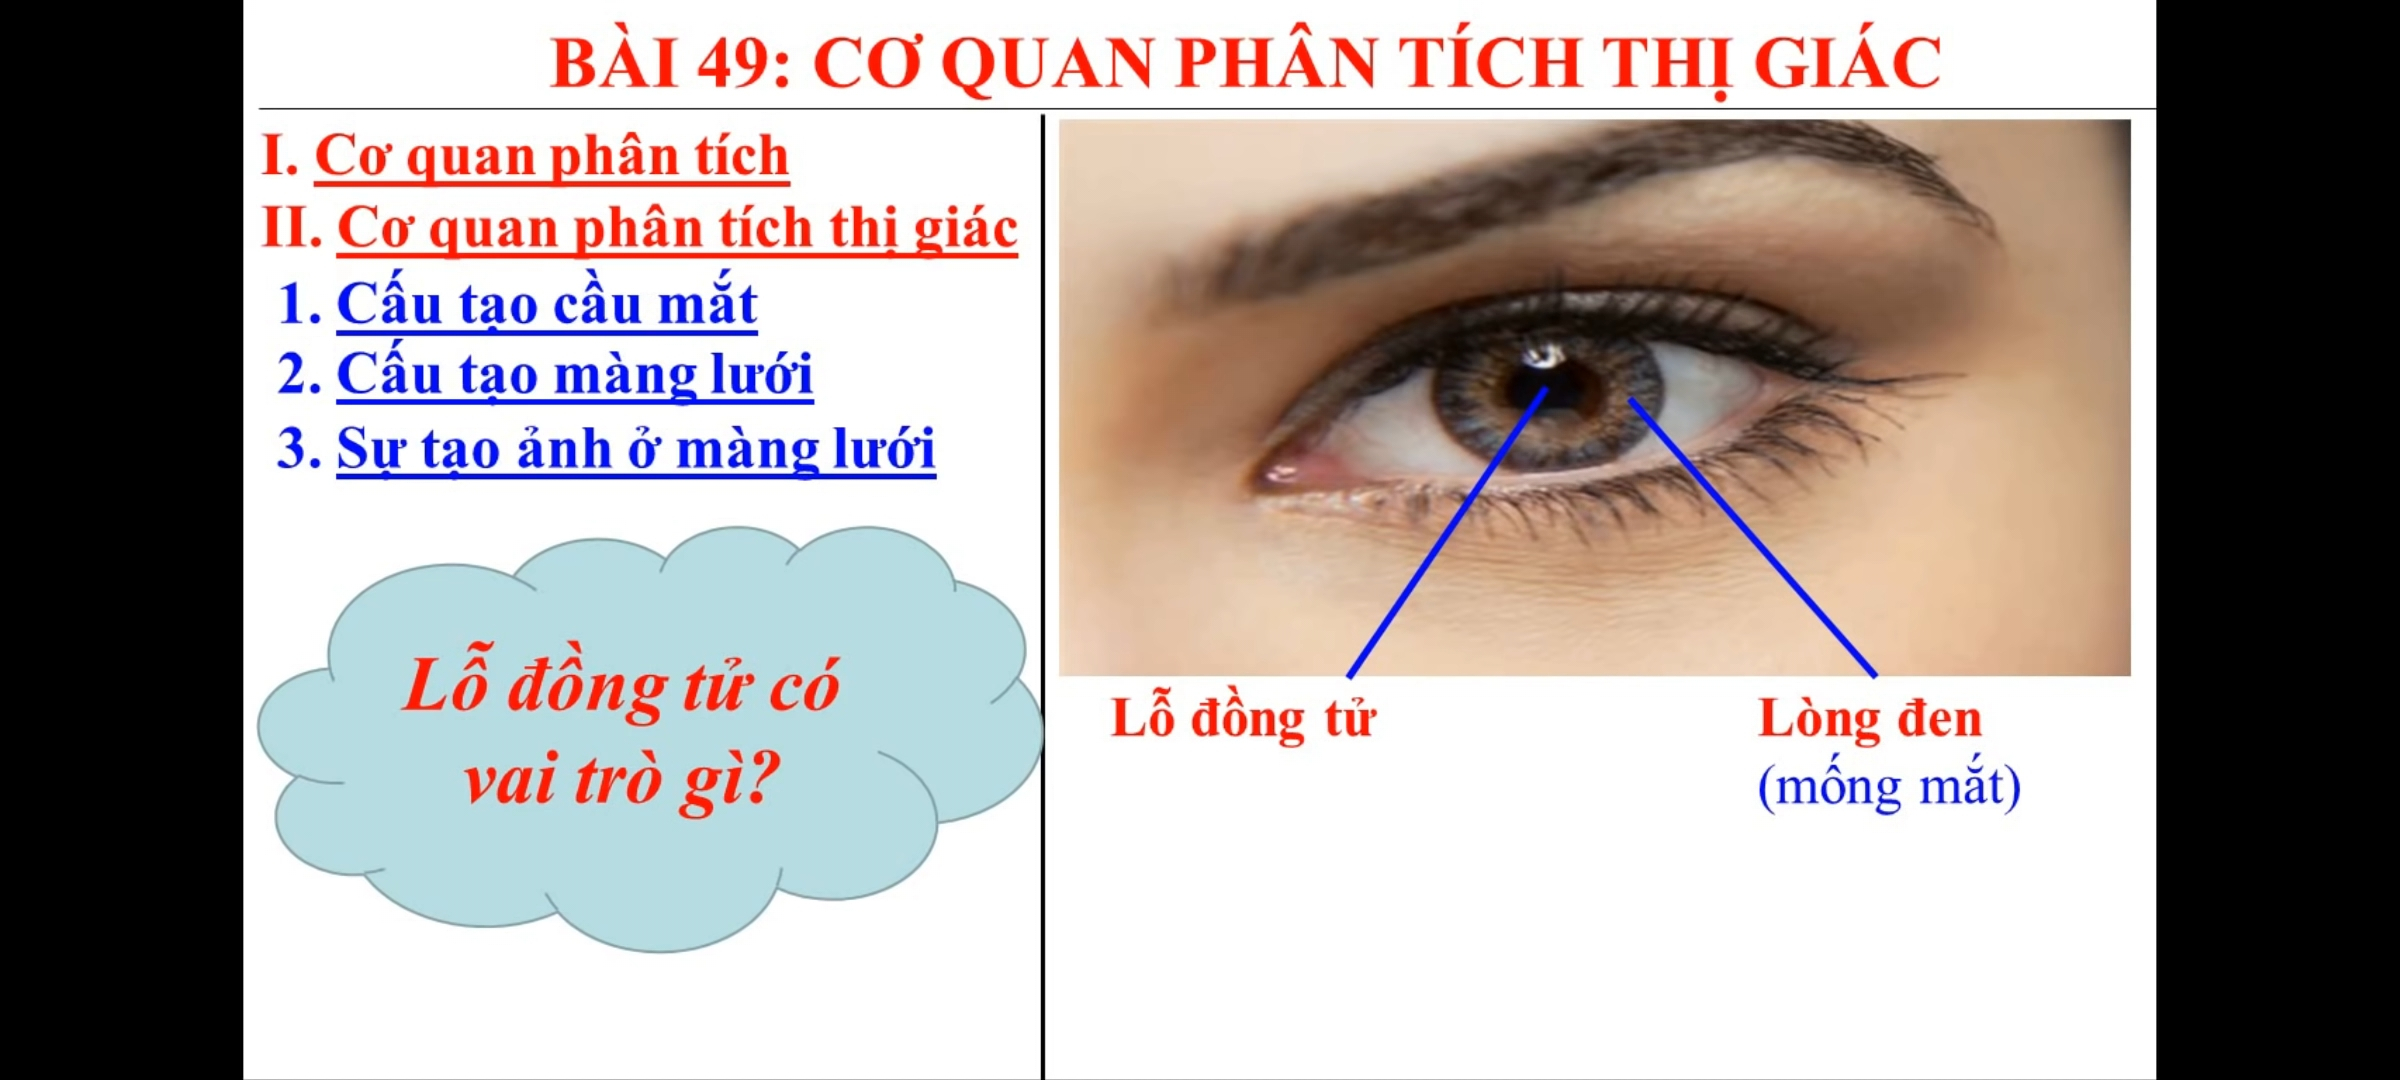 BÀI 49: CƠ QUAN PHÂN TÍCH THỊ GIÁC
I. Cơ quan phân tích
II. Cơ quan phân tích thị giác
1. Cấu tạo cầu mắt
2. Cấu tạo màng lưới
3. Sự tạo ảnh ở màng lưới
Lỗ đồng tử có
vai trò gì?
Lỗ đồng tử
Lòng đen
(mống mắt)